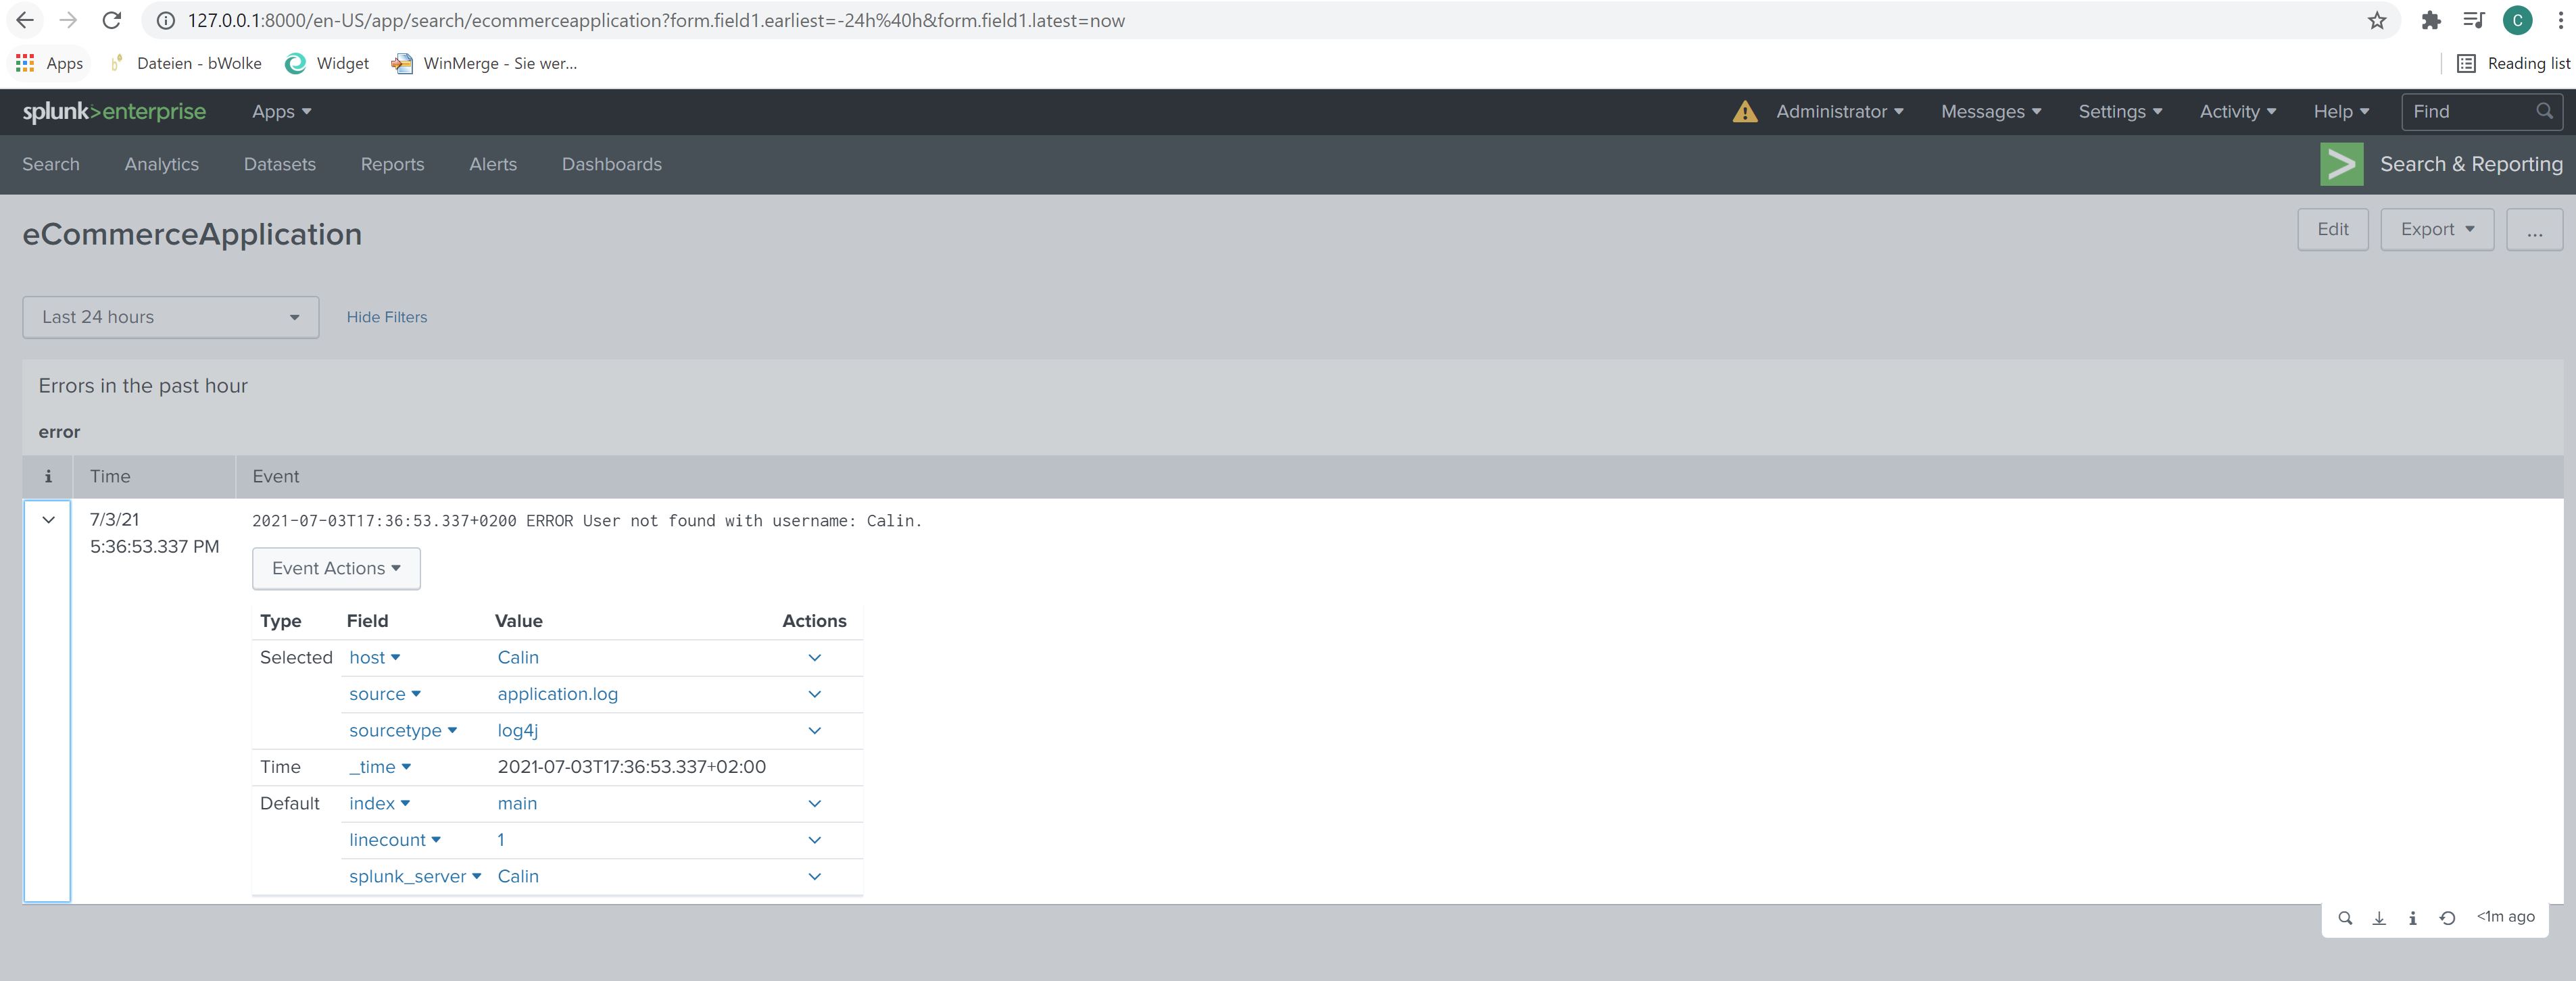 127.0.0.1:8000/en-US/app/search/ecommerceapplication?form.field1.earliest=-24h%40h&form.field1.latest=now
C
Apps
Dateien - bWolke
Widget
WinMerge - Sie wer...
Reading list
splunk>enterprise
Apps
Administrator
Messages
Settings
Activity
Help
Find
Search
Analytics
Datasets
Reports
Alerts
Dashboards
Search & Reporting
eCommerceApplication
Edit
Export
...
Last 24 hours
Hide Filters
Errors in the past hour
error
i Time Event
7/3/21
5:36:53.337 PM
2021-07-03T17:36:53.337+0200 ERROR User not found with username: Calin.
Event Actions
Type Field Value Actions
Selected host Calin
source application.log
sourcetype log4j
Time _time 2021-07-03T17:36:53.337+02:00
Default index main
linecount 1
splunk_server Calin
<1m ago